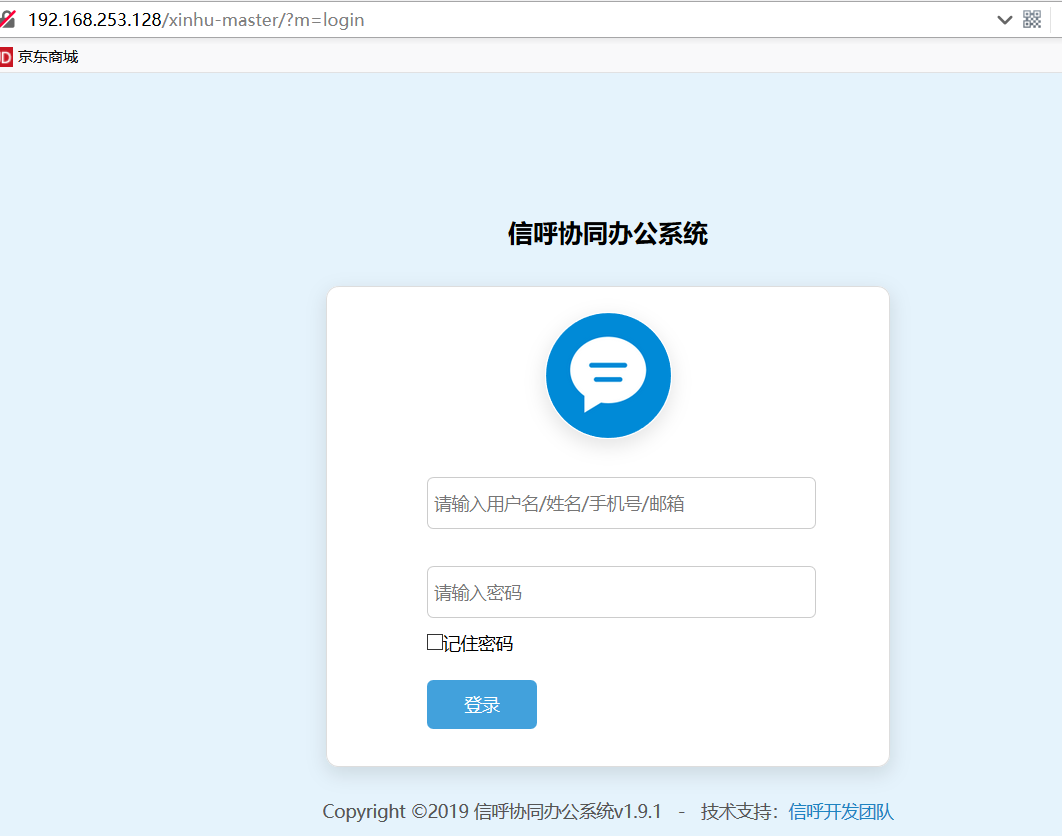 192.168.253.128/xinhu-master/?m=login
京东商城
信呼协同办公系统
请输入用户名/姓名/手机号/邮箱
请输入密码
记住密码
登录
Copyright ©2019 信呼协同办公系统v1.9.1 - 技术支持：信呼开发团队